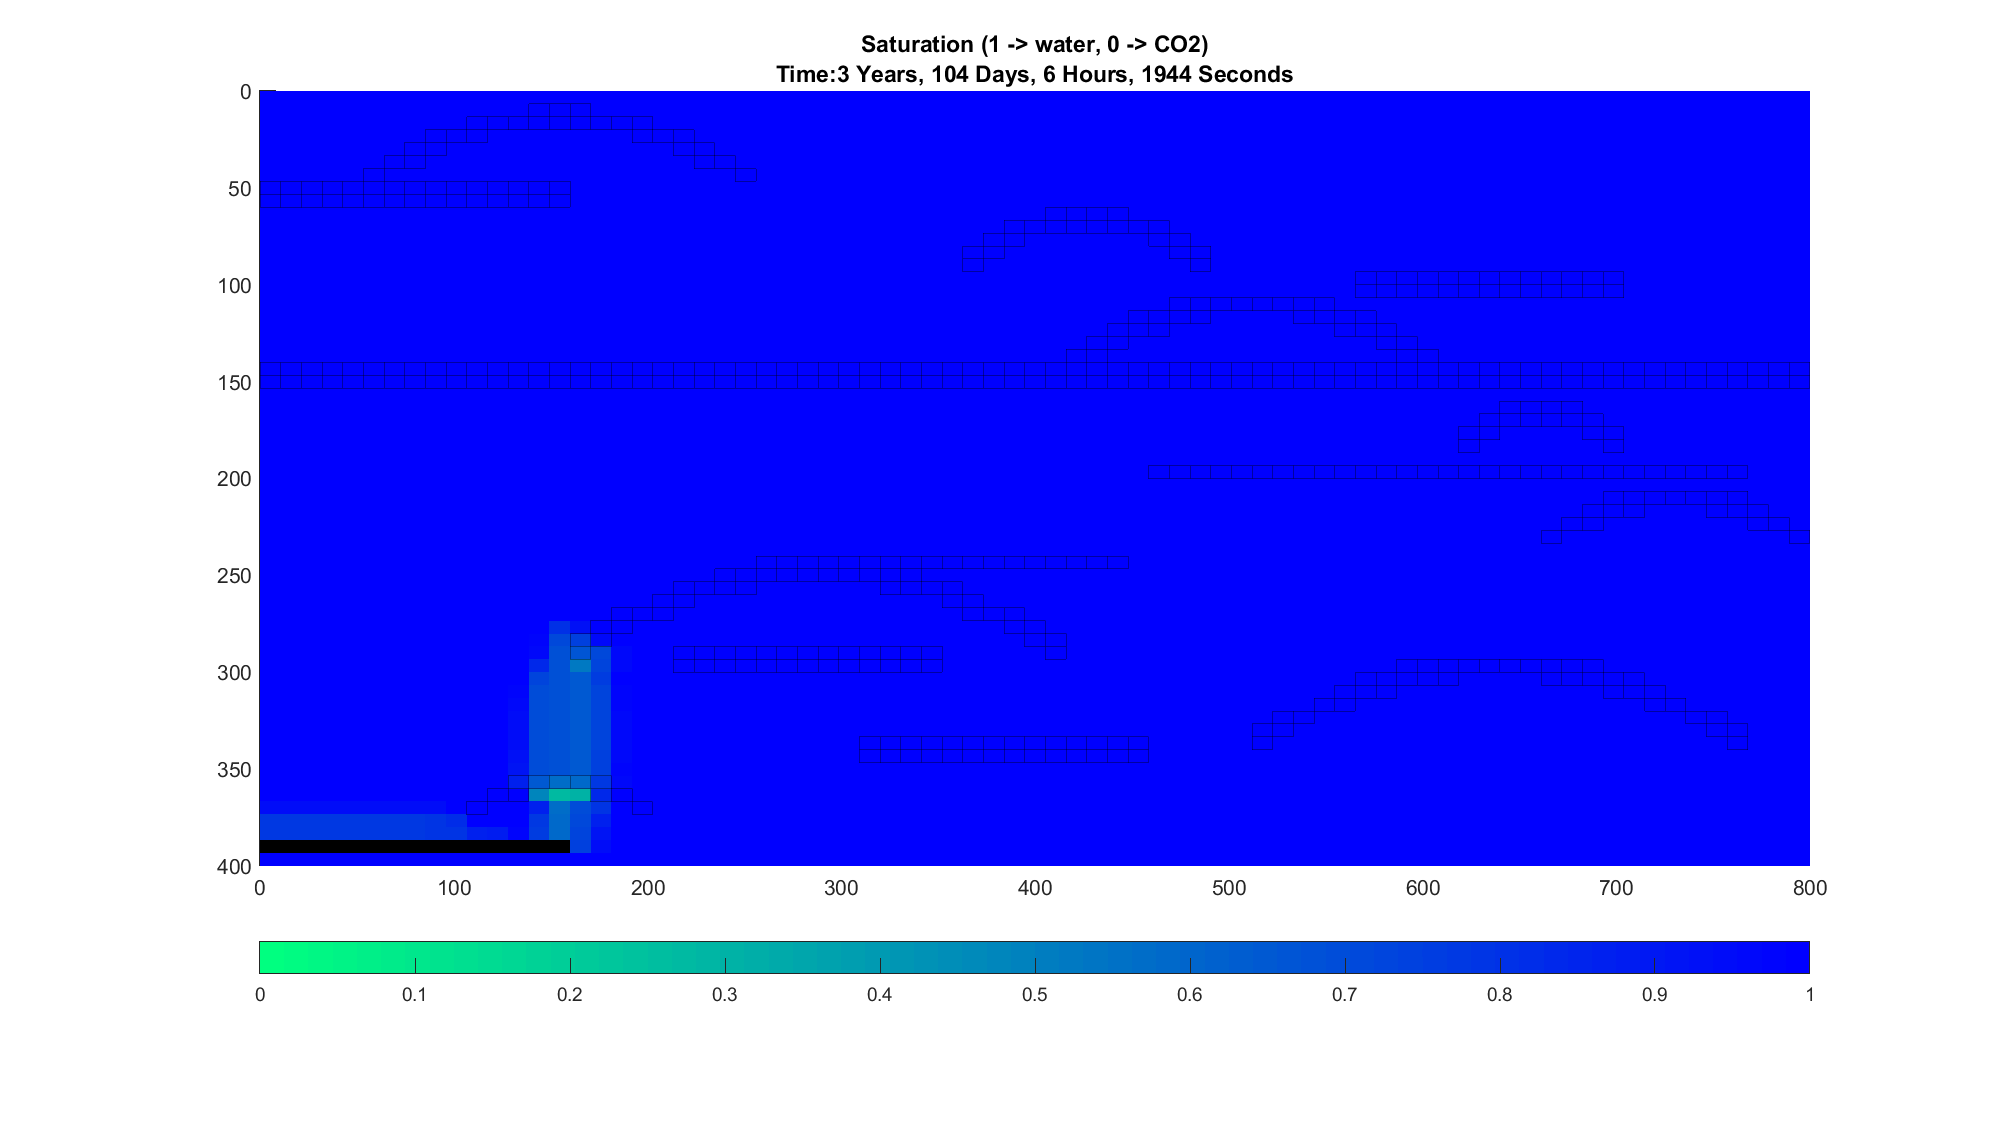 Saturation (1 -> water, 0 -> CO2)
Time:3 Years, 104 Days, 6 Hours, 1944 Seconds
0
50
100
150
200
250
300
350
400
0 100 200 300 400 500 600 700 800
0 0.1 0.2 0.3 0.4 0.5 0.6 0.7 0.8 0.9 1